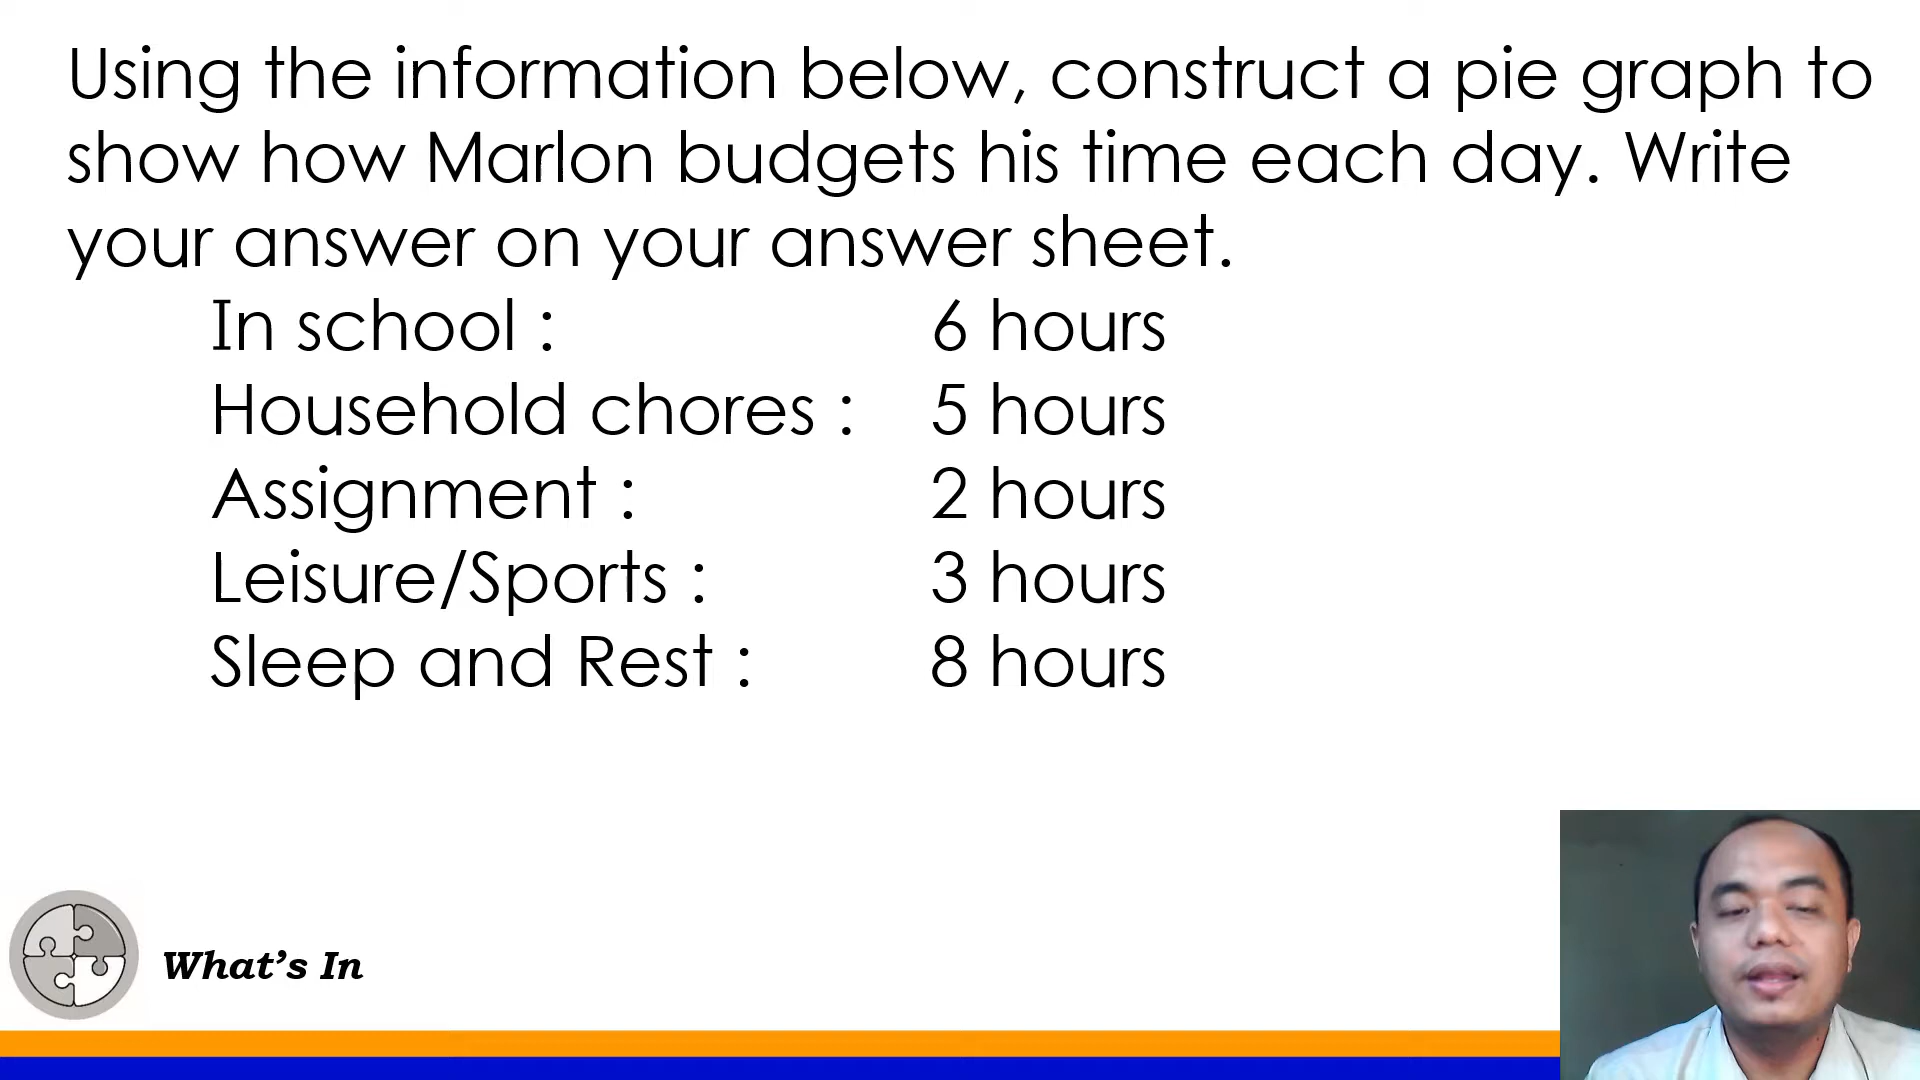 Using the information below, construct a pie graph to
show how Marlon budgets his time each day. Write
your answer on your answer sheet.
In school : 6 hours
Household chores : 5 hours
Assignment : 2 hours
Leisure/Sports : 3 hours
Sleep and Rest : 8 hours
What's In